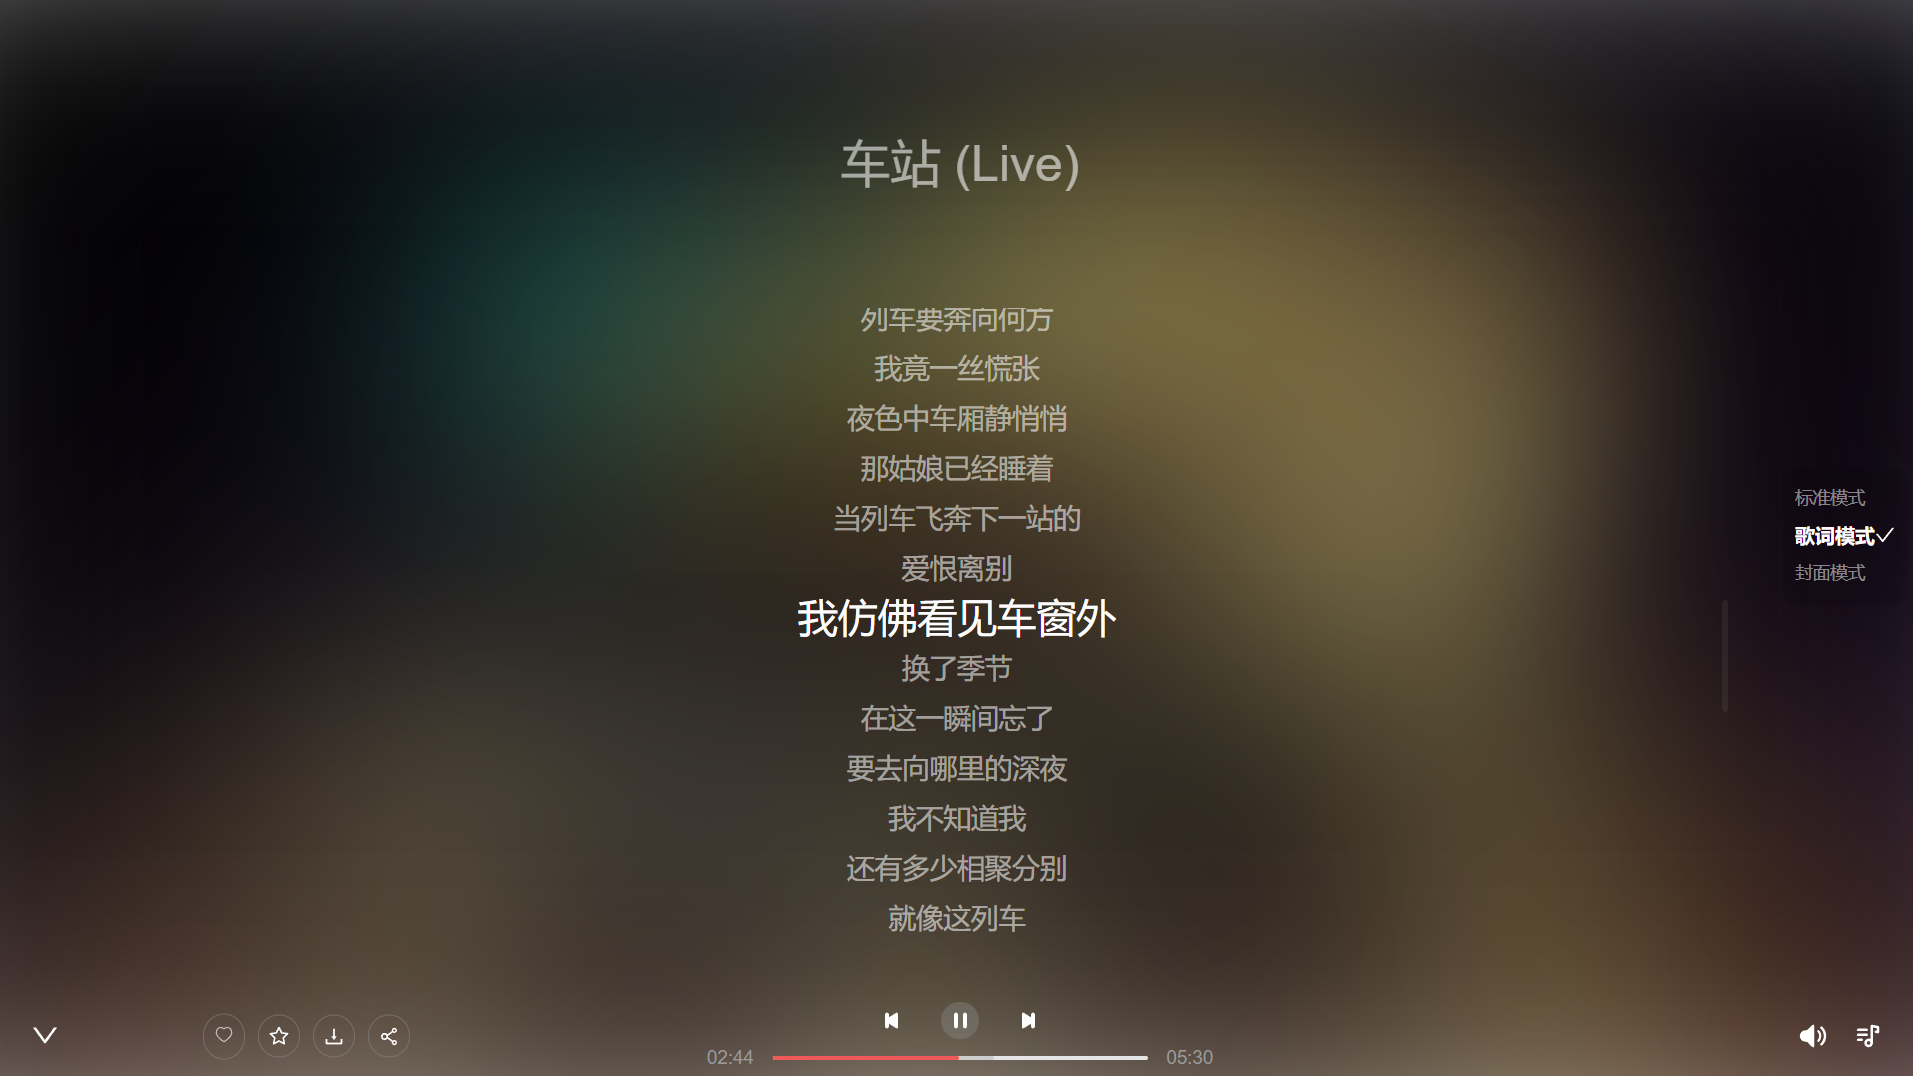 车站 (Live)
列车要奔向何方
我竟一丝慌张
夜色中车厢静悄悄
那姑娘已经睡着
当列车飞奔下一站的
爱恨离别
我仿佛看见车窗外
换了季节
在这一瞬间忘了
要去向哪里的深夜
我不知道我
还有多少相聚分别
就像这列车
标准模式
歌词模式
封面模式
02:44
05:30